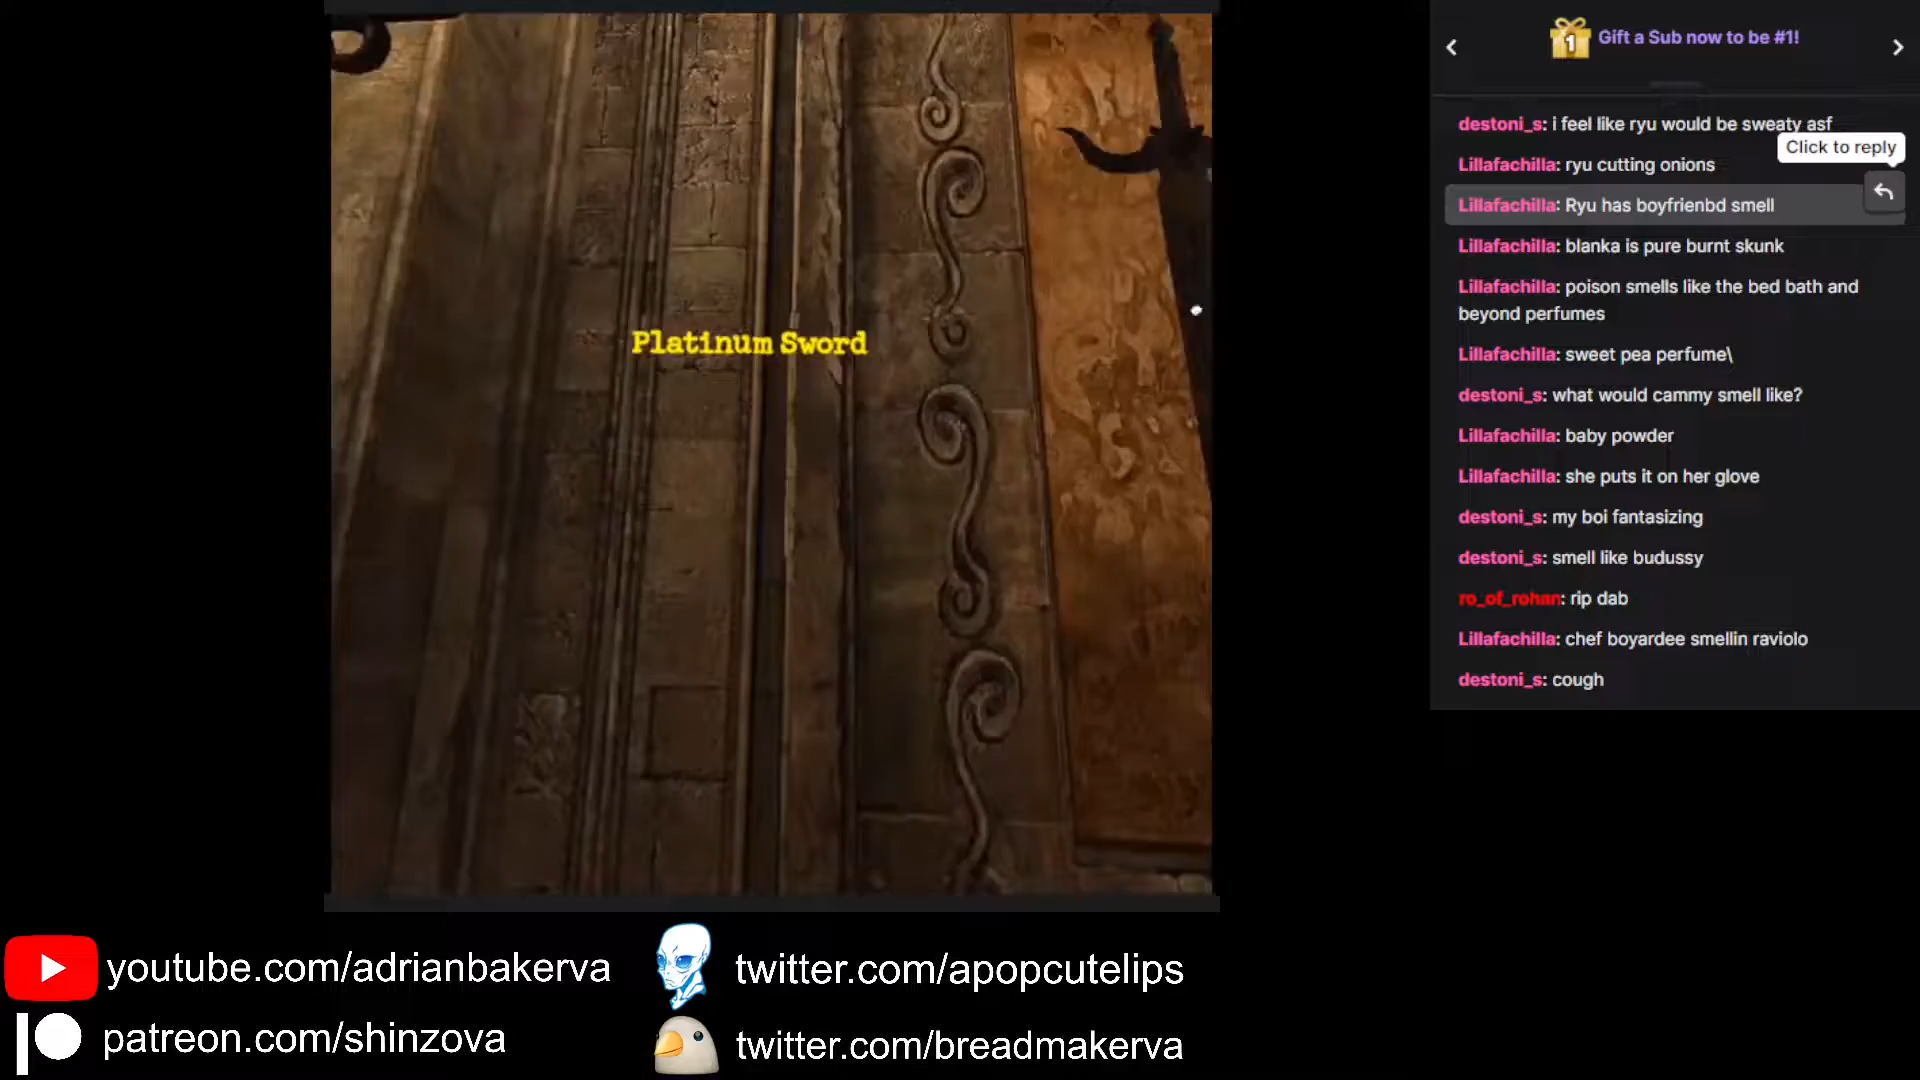 1
Gift a Sub now to be #1!
destoni_s: i feel like ryu would be sweaty asf
Click to reply
Lillafachilla: ryu cutting onions
Lillafachilla: Ryu has boyfrienbd smell
Lillafachilla: blanka is pure burnt skunk
Lillafachilla: poison smells like the bed bath and
beyond perfumes
Platinum Sword
Lillafachilla: sweet pea perfume\
destoni_s: what would cammy smell like?
Lillafachilla: baby powder
Lillafachilla: she puts it on her glove
destoni_s: my boi fantasizing
destoni_s: smell like budussy
ro_of_rohan: rip dab
Lillafachilla: chef boyardee smellin raviolo
destoni_s: cough
youtube.com/adrianbakerva
twitter.com/apopcutelips
patreon.com/shinzova
twitter.com/breadmakerva